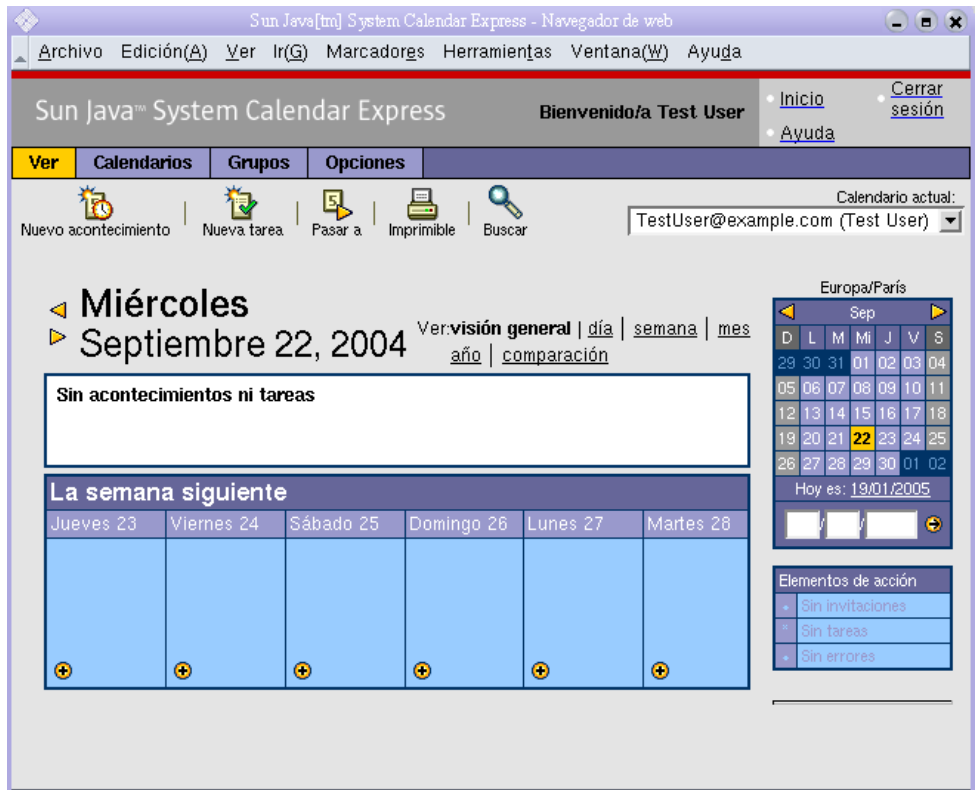 Sun Java[tm] System Calendar Express - Navegador de web
Archivo Edición(A) Ver Ir(G) Marcadores Herramientas Ventana(W) Ayuda
Sun Java™ System Calendar Express
Bienvenido/a Test User
Inicio
Cerrar sesión
Ayuda
Ver Calendarios Grupos Opciones
Nuevo acontecimiento | Nueva tarea | Pasar a | Imprimible | Buscar
Calendario actual:
TestUser@example.com (Test User)
Miércoles
Septiembre 22, 2004
Ver:visión general | día | semana | mes
año | comparación
Sin acontecimientos ni tareas
La semana siguiente
Jueves 23 Viernes 24 Sábado 25 Domingo 26 Lunes 27 Martes 28
Europa/París
Sep
D L M Mi J V S
29 30 31 01 02 03 04
05 06 07 08 09 10 11
12 13 14 15 16 17 18
19 20 21 22 23 24 25
26 27 28 29 30 01 02
Hoy es: 19/01/2005
/ /
Elementos de acción
Sin invitaciones
Sin tareas
Sin errores